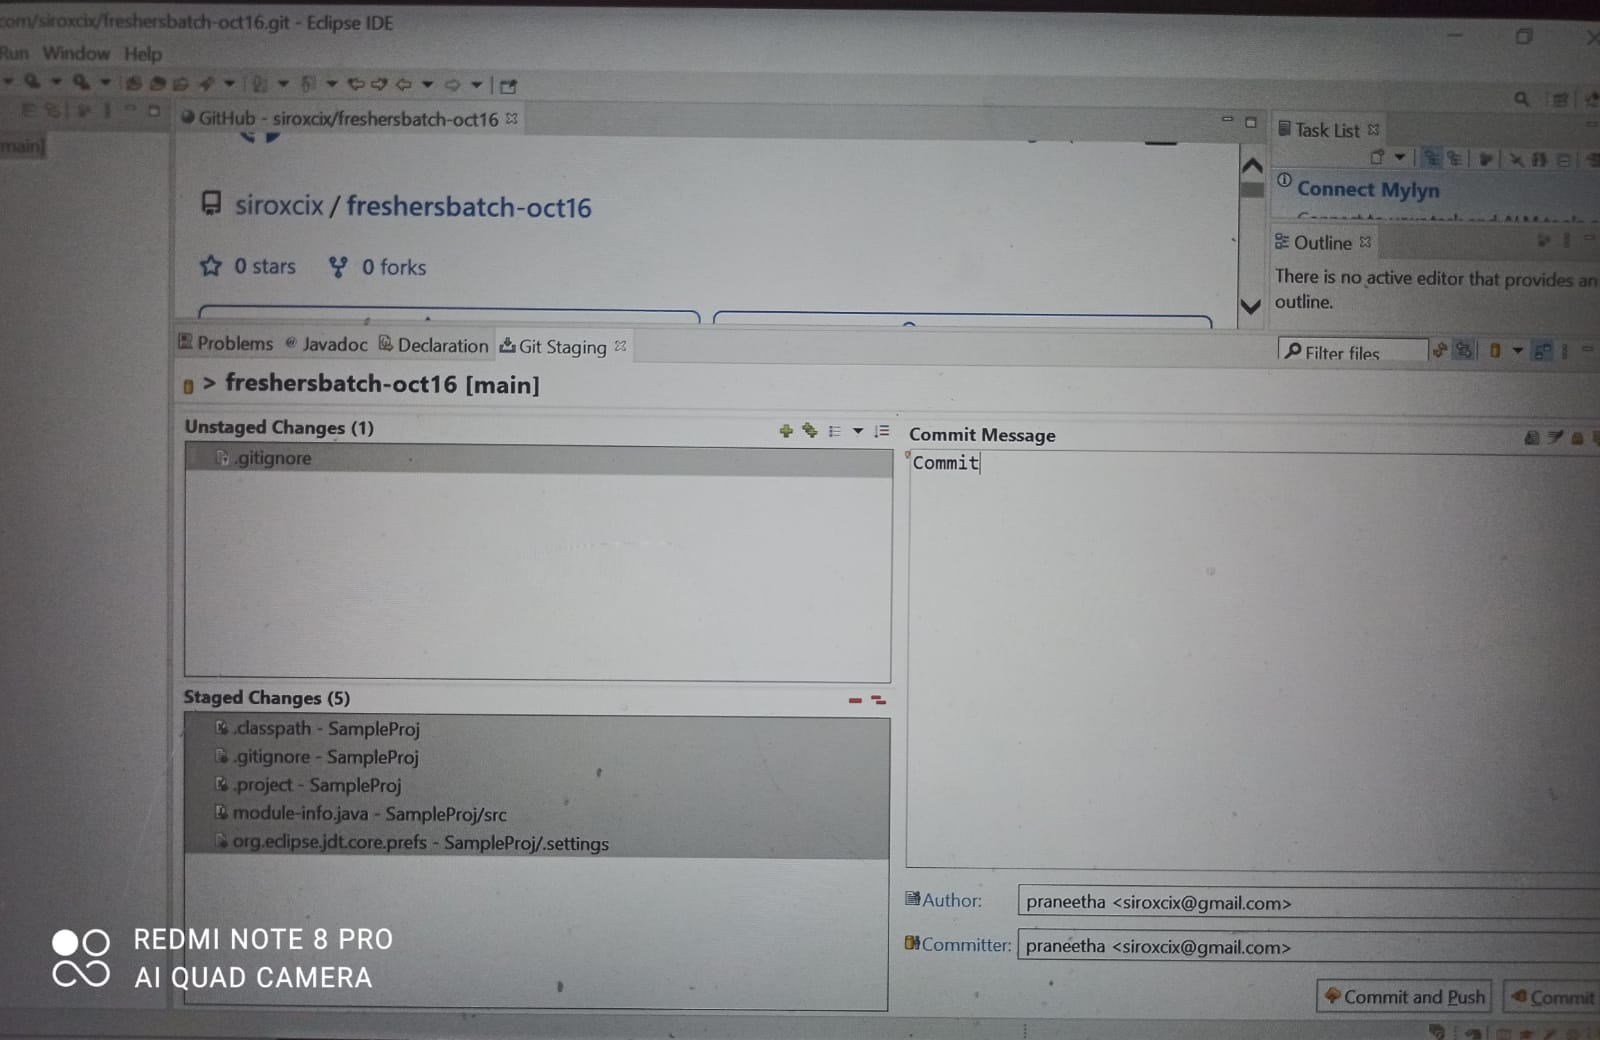 com/siroxcix/freshersbatch-oct16.git - Eclipse IDE
Run Window Help
GitHub - siroxcix/freshersbatch-oct16
main]
siroxcix / freshersbatch-oct16
0 stars 0 forks
Task List
Connect Mylyn
Outline
There is no active editor that provides an
outline.
Problems Javadoc Declaration Git Staging
Filter files
> freshersbatch-oct16 [main]
Unstaged Changes (1)
.gitignore
Commit Message
Commit
Staged Changes (5)
.classpath - SampleProj
.gitignore - SampleProj
.project - SampleProj
module-info.java - SampleProj/src
org.eclipse.jdt.core.prefs - SampleProj/.settings
Author: praneetha <siroxcix@gmail.com>
Committer: praneetha <siroxcix@gmail.com>
Commit and Push Commit
REDMI NOTE 8 PRO
AI QUAD CAMERA